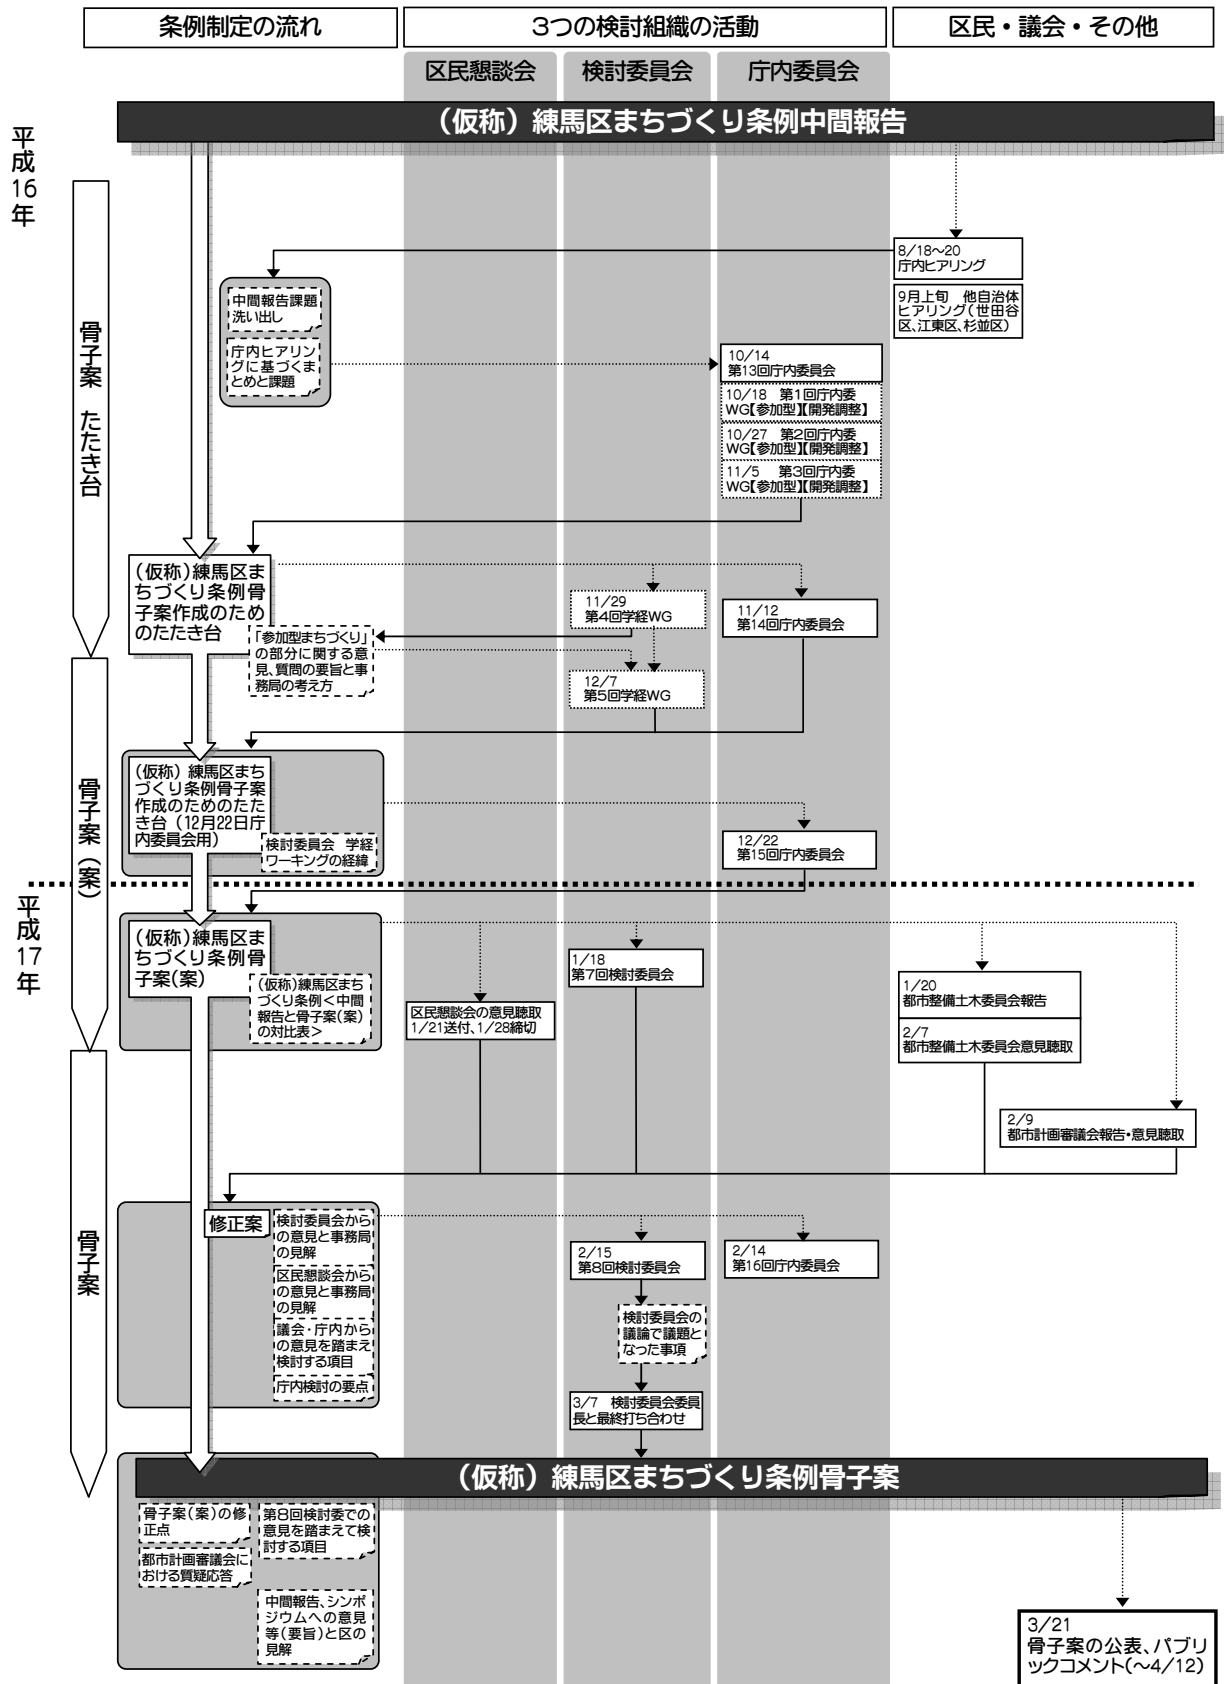 条例制定の流れ
3つの検討組織の活動
区民・議会・その他
区民懇談会
検討委員会
庁内委員会
（仮称）練馬区まちづくり条例中間報告
平成16年
骨子案 たたき台
8/18～20
庁内ヒアリング
9月上旬　他自治体
ヒアリング（世田谷
区、江東区、杉並区）
中間報告課題
洗い出し
庁内ヒアリン
グに基づくま
とめと課題
10/14
第13回庁内委員会
10/18　第1回庁内委
WG【参加型】【開発調整】
10/27　第2回庁内委
WG【参加型】【開発調整】
11/5　第3回庁内委
WG【参加型】【開発調整】
（仮称）練馬区ま
ちづくり条例骨
子案作成のため
のたたき台
11/29
第4回学経WG
11/12
第14回庁内委員会
「参加型まちづくり」
の部分に関する意
見、質問の要旨と事
務局の考え方
12/7
第5回学経WG
骨子案（案）
（仮称）練馬区まち
づくり条例骨子案
作成のためのたた
き台（12月22日庁
内委員会用）
検討委員会　学経
ワーキングの経緯
12/22
第15回庁内委員会
平成17年
（仮称）練馬区ま
ちづくり条例骨
子案(案)
（仮称）練馬区まち
づくり条例＜中間
報告と骨子案(案)
の対比表＞
1/18
第7回検討委員会
区民懇談会の意見聴取
1/21送付、1/28締切
1/20
都市整備土木委員会報告
2/7
都市整備土木委員会意見聴取
2/9
都市計画審議会報告・意見聴取
骨子案
修正案
検討委員会から
の意見と事務局
の見解
区民懇談会から
の意見と事務局
の見解
議会・庁内から
の意見を踏まえ
検討する項目
庁内検討の要点
2/15
第8回検討委員会
2/14
第16回庁内委員会
検討委員会の
議論で議題と
なった事項
3/7　検討委員会委員
長と最終打ち合わせ
（仮称）練馬区まちづくり条例骨子案
骨子案(案)の修
正点
第8回検討委での
意見を踏まえて検
討する項目
都市計画審議会に
おける質疑応答
中間報告、シンポ
ジウムへの意見
等(要旨)と区の
見解
3/21
骨子案の公表、パブリ
ックコメント(～4/12)